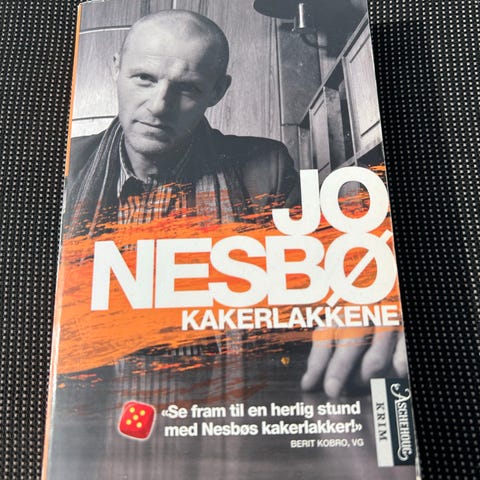 JO
NESBØ
KAKERLAKKENE
«Se fram til en herlig stund
med Nesbøs kakerlakker!»
BERIT KOBRO, VG
ASCHEHOUG
KRIM